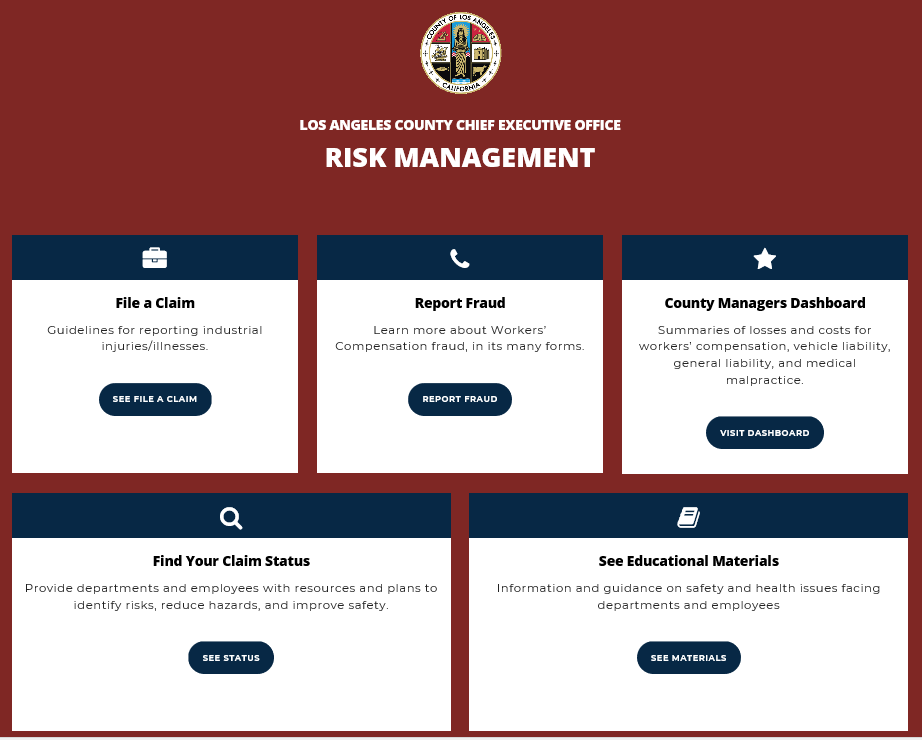 COUNTY OF LOS ANGELES
CALIFORNIA
LOS ANGELES COUNTY CHIEF EXECUTIVE OFFICE
RISK MANAGEMENT
File a Claim
Guidelines for reporting industrial
injuries/illnesses.
SEE FILE A CLAIM
Report Fraud
Learn more about Workers’
Compensation fraud, in its many forms.
REPORT FRAUD
County Managers Dashboard
Summaries of losses and costs for
workers’ compensation, vehicle liability,
general liability, and medical
malpractice.
VISIT DASHBOARD
Find Your Claim Status
Provide departments and employees with resources and plans to
identify risks, reduce hazards, and improve safety.
SEE STATUS
See Educational Materials
Information and guidance on safety and health issues facing
departments and employees
SEE MATERIALS